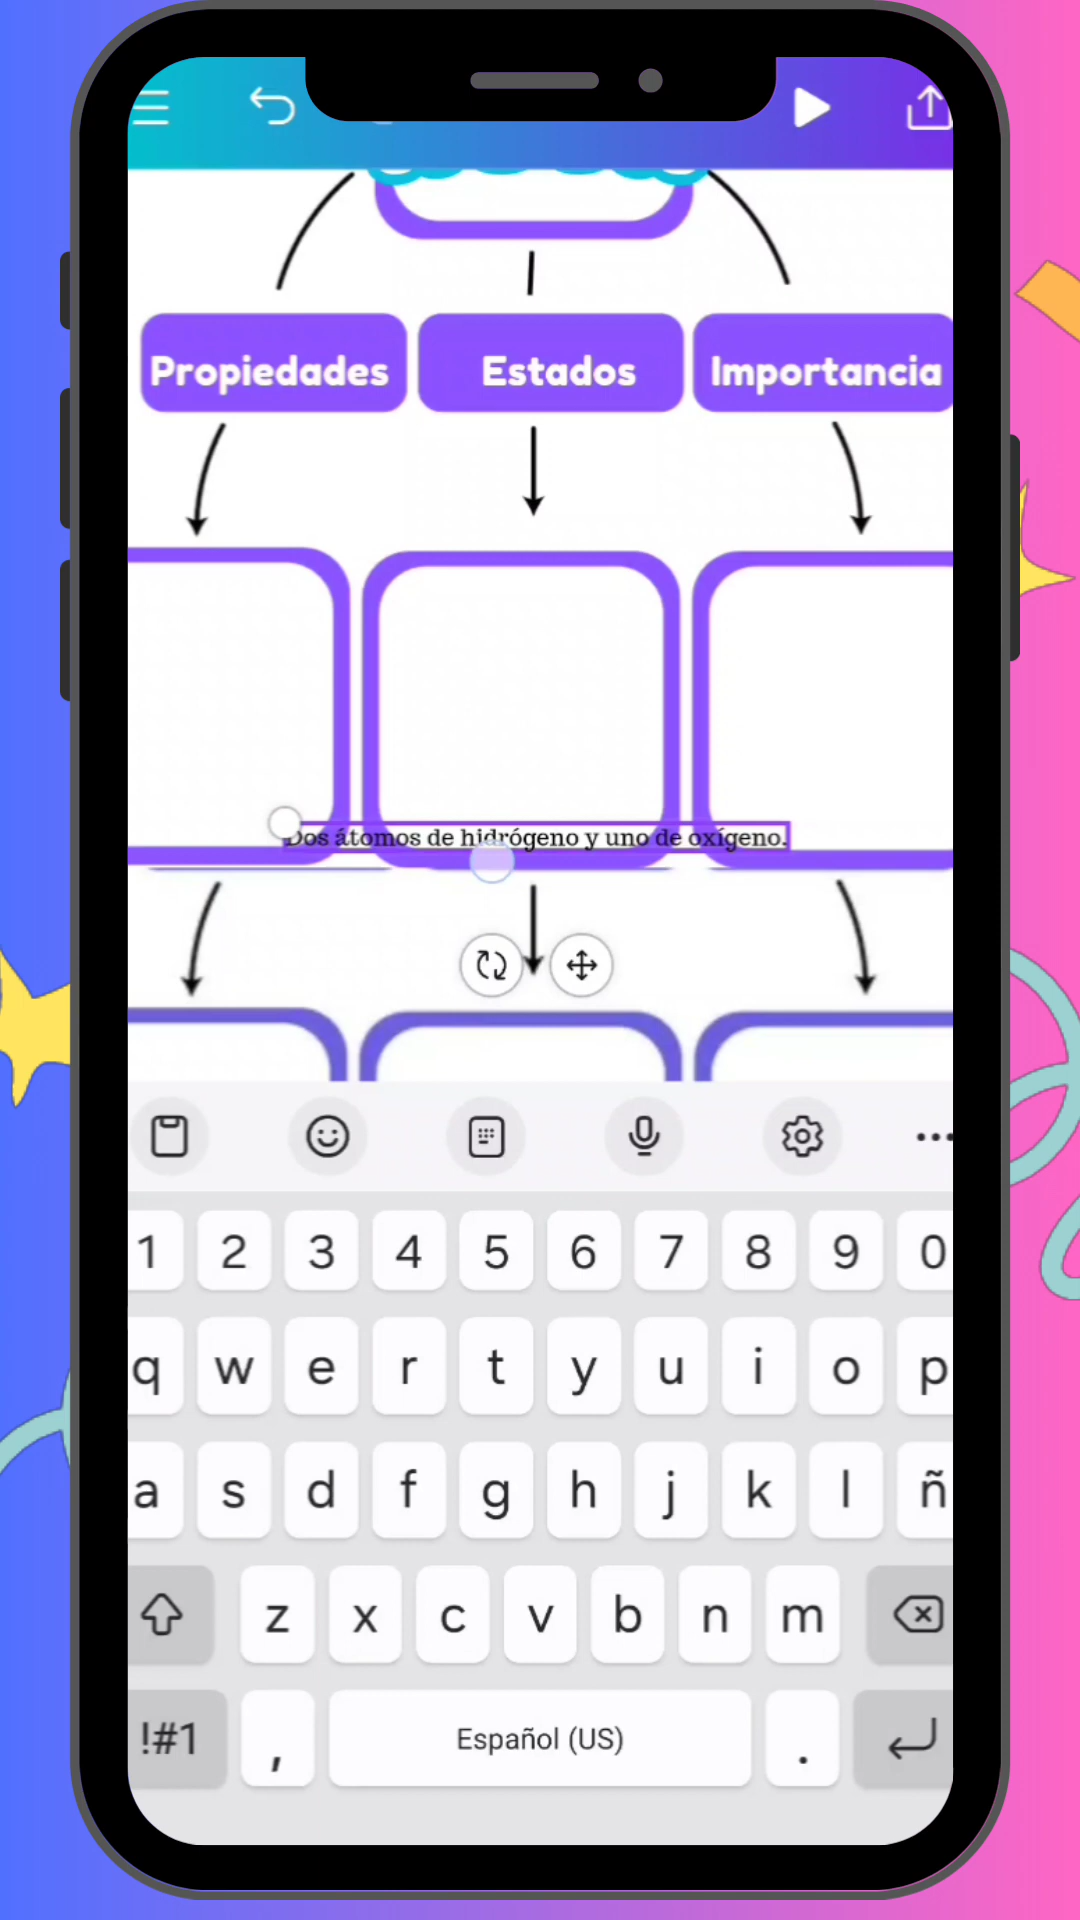 Propiedades Estados Importancia
Dos átomos de hidrógeno y uno de oxígeno.
1 2 3 4 5 6 7 8 9 0
q w e r t y u i o p
a s d f g h j k l ñ
z x c v b n m
!#1 , Español (US) .